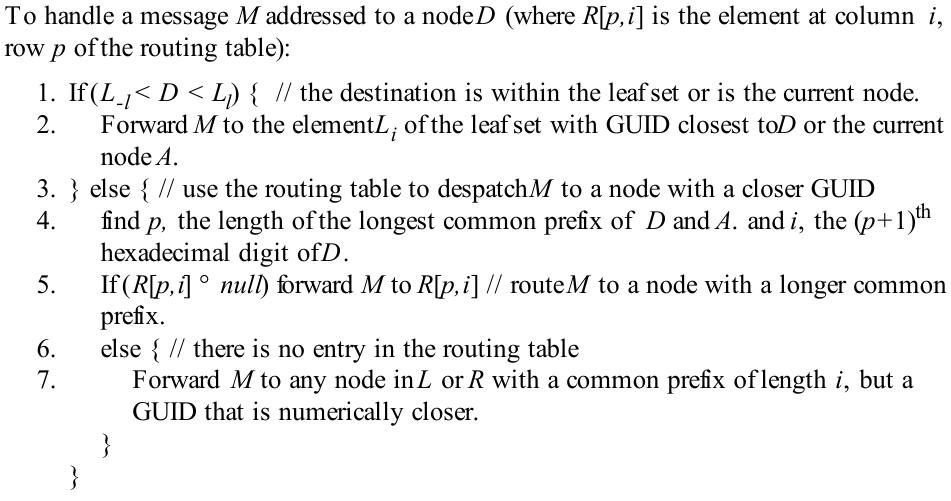 To handle a message M addressed to a node D (where R[p,i] is the element at column i,
row p of the routing table):
1. If (L-l < D < Ll) { // the destination is within the leaf set or is the current node.
2. Forward M to the element Li of the leaf set with GUID closest to D or the current
node A.
3. } else { // use the routing table to despatch M to a node with a closer GUID
4. find p, the length of the longest common prefix of D and A. and i, the (p+1)th
hexadecimal digit of D.
5. If (R[p,i] ° null) forward M to R[p,i] // route M to a node with a longer common
prefix.
6. else { // there is no entry in the routing table
7. Forward M to any node in L or R with a common prefix of length i, but a
GUID that is numerically closer.
}
}